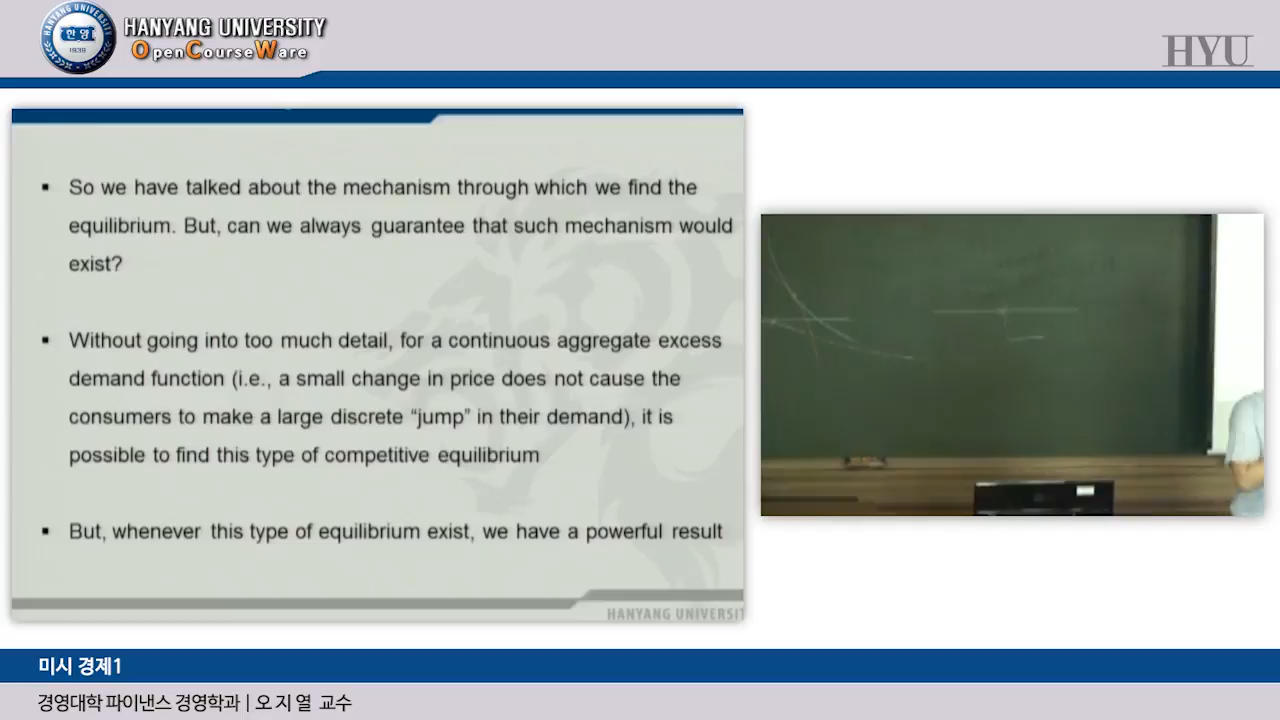 HANYANG UNIVERSITY
한양
1939
HANYANG UNIVERSITY
OpenCourseWare
HYU
▪ So we have talked about the mechanism through which we find the
equilibrium. But, can we always guarantee that such mechanism would
exist?
▪ Without going into too much detail, for a continuous aggregate excess
demand function (i.e., a small change in price does not cause the
consumers to make a large discrete “jump” in their demand), it is
possible to find this type of competitive equilibrium
▪ But, whenever this type of equilibrium exist, we have a powerful result
HANYANG UNIVERSIT
미시 경제1
경영대학 파이낸스 경영학과 | 오 지 열 교수